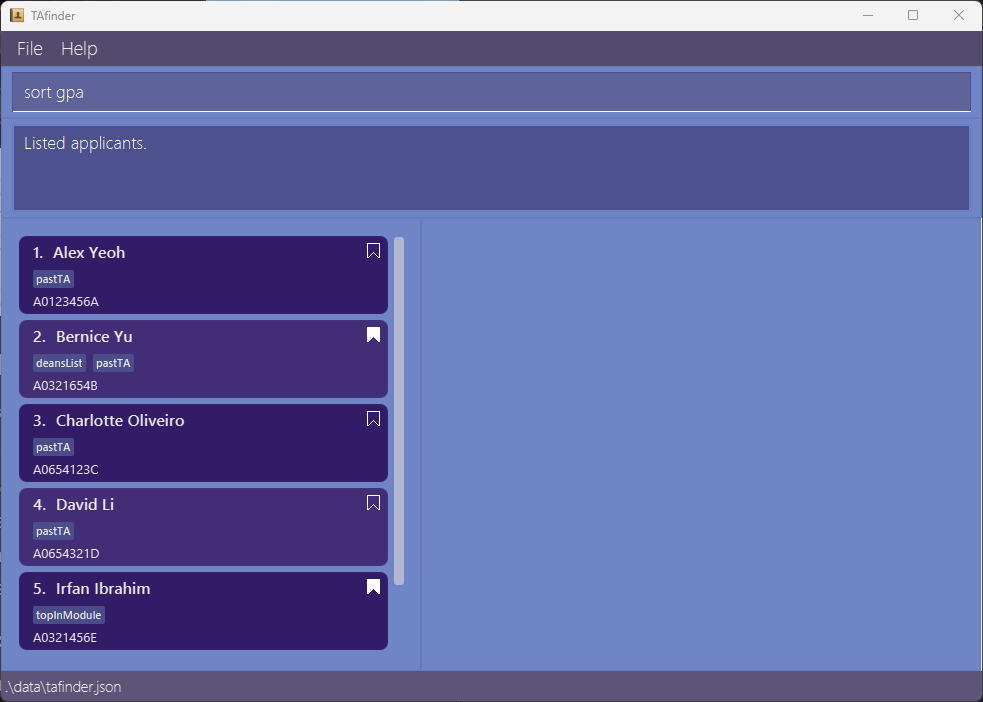 TAfinder
File Help
sort gpa
Listed applicants.
1. Alex Yeoh
pastTA
A0123456A
2. Bernice Yu
deansList pastTA
A0321654B
3. Charlotte Oliveiro
pastTA
A0654123C
4. David Li
pastTA
A0654321D
5. Irfan Ibrahim
topInModule
A0321456E
.\data\tafinder.json